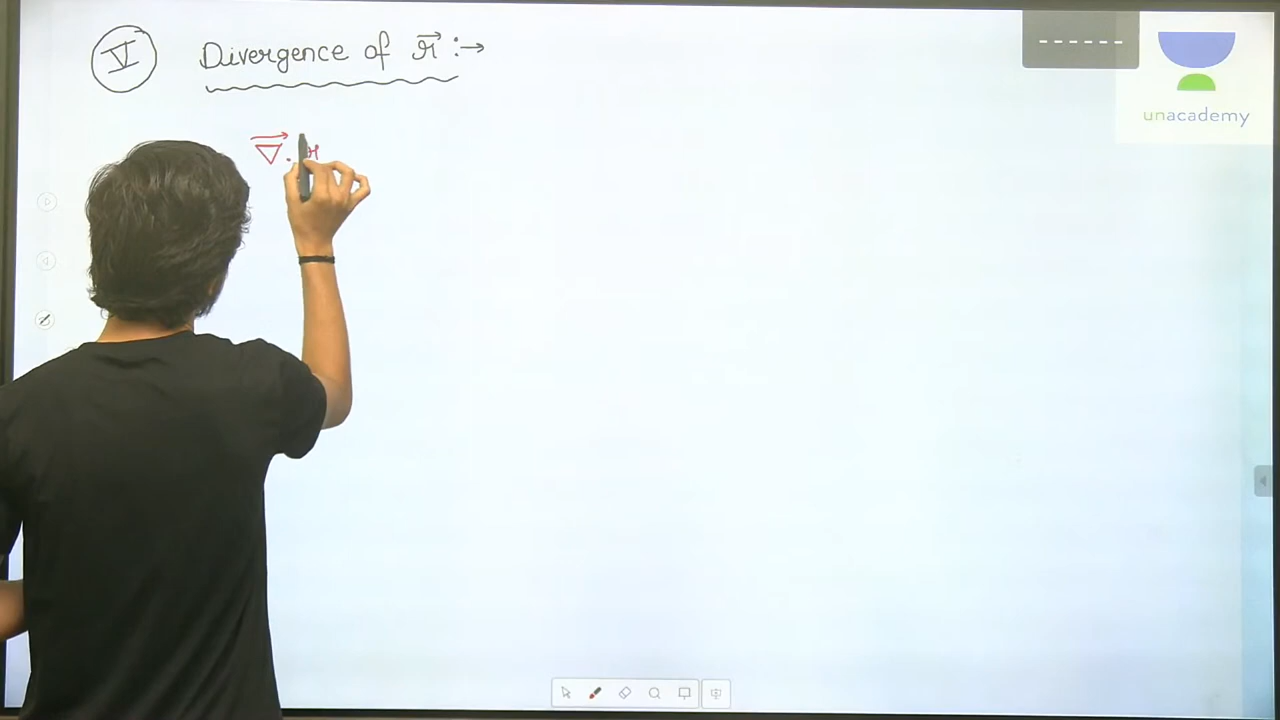 V Divergence of r⃗ :→
∇⃗ . r
unacademy